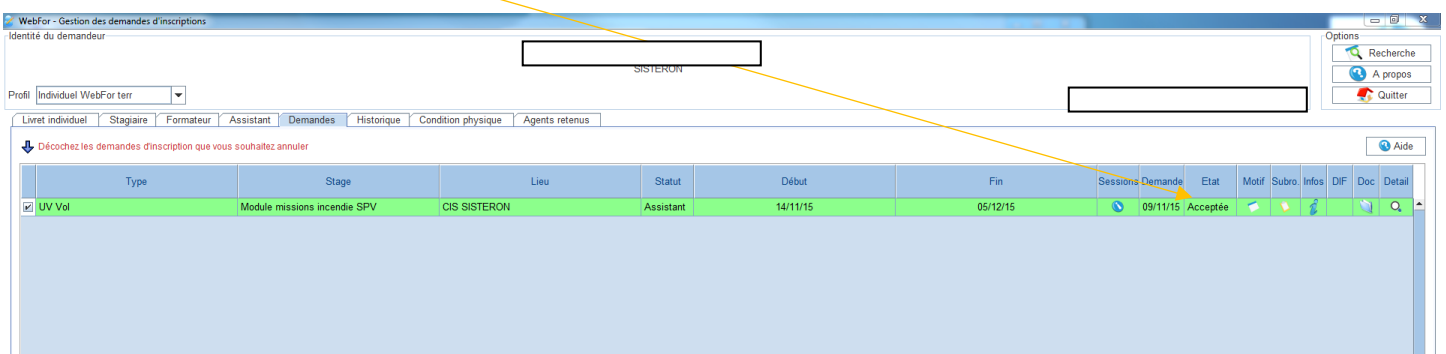 WebFor - Gestion des demandes d'inscriptions
Identité du demandeur
SISTERON
Options
Recherche
A propos
Quitter
Profil Individuel WebFor terr
Livret individuel Stagiaire Formateur Assistant Demandes Historique Condition physique Agents retenus
Décochez les demandes d'inscription que vous souhaitez annuler
Aide
Type Stage Lieu Statut Début Fin Sessions Demande Etat Motif Subro. Infos DIF Doc Detail
UV Vol Module missions incendie SPV CIS SISTERON Assistant 14/11/15 05/12/15 09/11/15 Acceptée